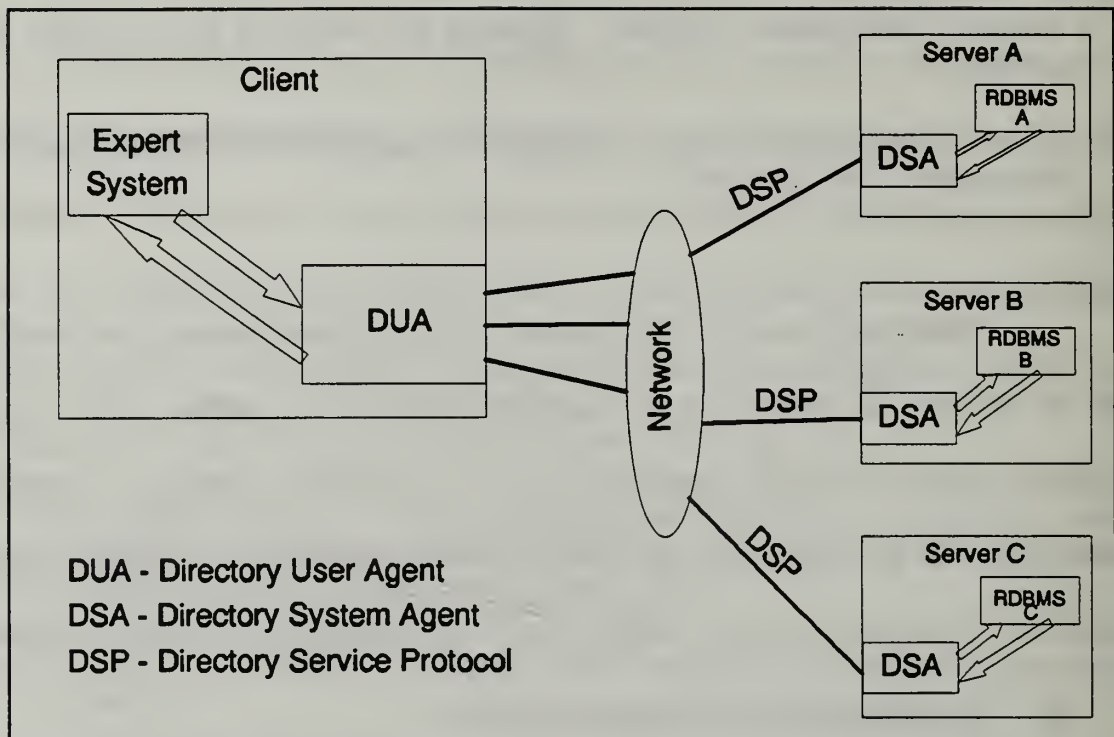 Client
Expert
System
DUA
Network
DSP
DSP
DSP
Server A
RDBMS
A
DSA
Server B
RDBMS
B
DSA
Server C
RDBMS
C
DSA
DUA - Directory User Agent
DSA - Directory System Agent
DSP - Directory Service Protocol